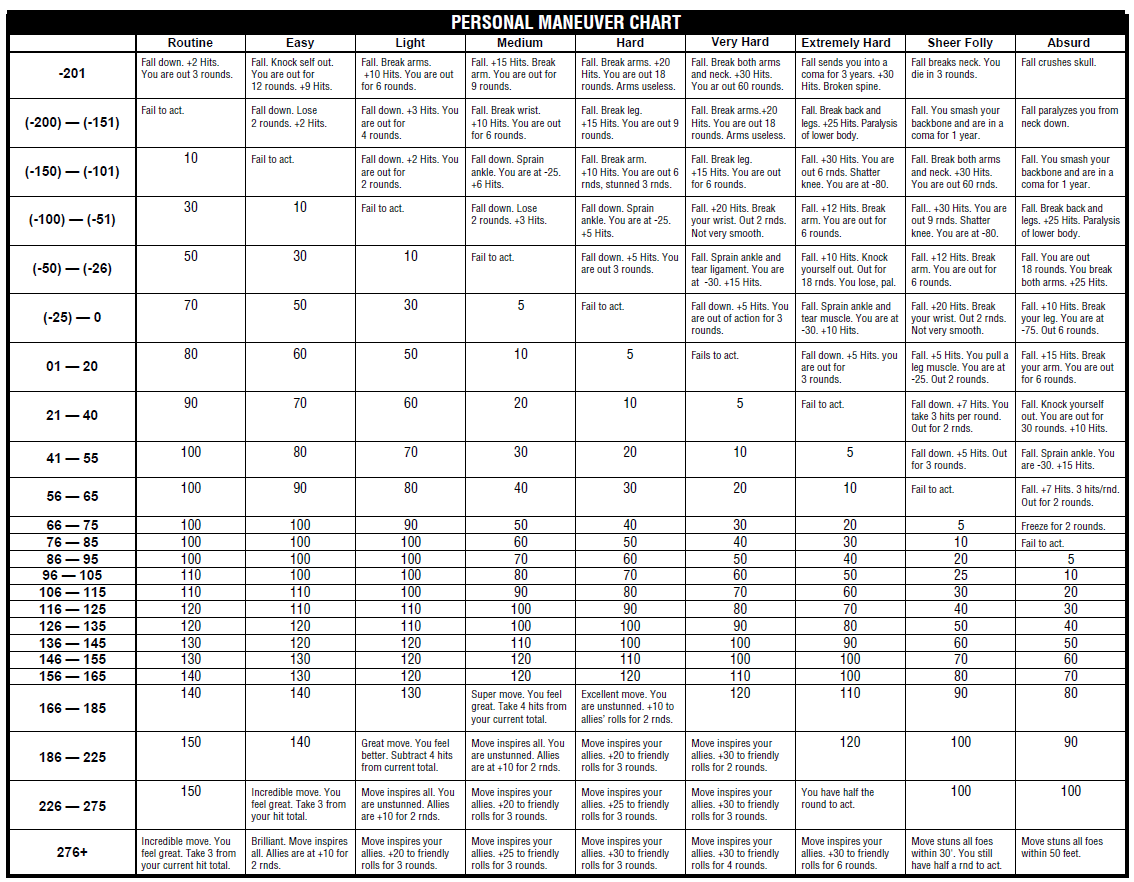 PERSONAL MANEUVER CHART
Routine Easy Light Medium Hard Very Hard Extremely Hard Sheer Folly Absurd
-201
Fall down. +2 Hits.
You are out 3 rounds.
Fall. Knock self out.
You are out for
12 rounds. +9 Hits.
Fall. Break arms.
+10 Hits. You are out
for 6 rounds.
Fall. +15 Hits. Break
arm. You are out for
9 rounds.
Fall. Break arms. +20
Hits. You are out 18
rounds. Arms useless.
Fall. Break both arms
and neck. +30 Hits.
You ar out 60 rounds.
Fall sends you into a
coma for 3 years. +30
Hits. Broken spine.
Fall breaks neck. You
die in 3 rounds.
Fall crushes skull.
(-200) — (-151)
Fail to act.
Fall down. Lose
2 rounds. +2 Hits.
Fall down. +3 Hits. You
are out for
4 rounds.
Fall. Break wrist.
+10 Hits. You are out
for 6 rounds.
Fall. Break leg.
+15 Hits. You are out 9
rounds.
Fall. Break arms.+20
Hits. You are out 18
rounds. Arms useless.
Fall. Break back and
legs. +25 Hits. Paralysis
of lower body.
Fall. You smash your
backbone and are in a
coma for 1 year.
Fall paralyzes you from
neck down.
(-150) — (-101)
10
Fail to act.
Fall down. +2 Hits. You
are out for
2 rounds.
Fall down. Sprain
ankle. You are at -25.
+6 Hits.
Fall. Break arm.
+10 Hits. You are out 6
rnds, stunned 3 rnds.
Fall. Break leg.
+15 Hits. You are out
for 6 rounds.
Fall. +30 Hits. You are
out 6 rnds. Shatter
knee. You are at -80.
Fall. Break both arms
and neck. +30 Hits.
You are out 60 rnds.
Fall. You smash your
backbone and are in a
coma for 1 year.
(-100) — (-51)
30
10
Fail to act.
Fall down. Lose
2 rounds. +3 Hits.
Fall down. Sprain
ankle. You are at -25.
+5 Hits.
Fall. +20 Hits. Break
your wrist. Out 2 rnds.
Not very smooth.
Fall. +12 Hits. Break
arm. You are out for
6 rounds.
Fall.. +30 Hits. You are
out 9 rnds. Shatter
knee. You are at -80.
Fall. Break back and
legs. +25 Hits. Paralysis
of lower body.
(-50) — (-26)
50
30
10
Fail to act.
Fall down. +5 Hits. You
are out 3 rounds.
Fall. Sprain ankle and
tear ligament. You are
at -30. +15 Hits.
Fall. +10 Hits. Knock
yourself out. Out for
18 rnds. You lose, pal.
Fall. +12 Hits. Break
arm. You are out for
6 rounds.
Fall. You are out
18 rounds. You break
both arms. +25 Hits.
(-25) — 0
70
50
30
5
Fail to act.
Fall down. +5 Hits. You
are out of action for 3
rounds.
Fall. Sprain ankle and
tear muscle. You are at
-30. +10 Hits.
Fall. +20 Hits. Break
your wrist. Out 2 rnds.
Not very smooth.
Fall. +10 Hits. Break
your leg. You are at
-75. Out 6 rounds.
01 — 20
80
60
50
10
5
Fails to act.
Fall down. +5 Hits. you
are out for
3 rounds.
Fall. +5 Hits. You pull a
leg muscle. You are at
-25. Out 2 rounds.
Fall. +15 Hits. Break
your arm. You are out
for 6 rounds.
21 — 40
90
70
60
20
10
5
Fail to act.
Fall down. +7 Hits. You
take 3 hits per round.
Out for 2 rnds.
Fall. Knock yourself
out. You are out for
30 rounds. +10 Hits.
41 — 55
100
80
70
30
20
10
5
Fall down. +5 Hits. Out
for 3 rounds.
Fall. Sprain ankle. You
are -30. +15 Hits.
56 — 65
100
90
80
40
30
20
10
Fail to act.
Fall. +7 Hits. 3 hits/rnd.
Out for 2 rounds.
66 — 75 100 100 90 50 40 30 20 5 Freeze for 2 rounds.
76 — 85 100 100 100 60 50 40 30 10 Fail to act.
86 — 95 100 100 100 70 60 50 40 20 5
96 — 105 110 100 100 80 70 60 50 25 10
106 — 115 110 110 100 90 80 70 60 30 20
116 — 125 120 110 110 100 90 80 70 40 30
126 — 135 120 120 110 100 100 90 80 50 40
136 — 145 130 120 120 110 100 100 90 60 50
146 — 155 130 130 120 120 110 100 100 70 60
156 — 165 140 130 120 120 120 110 100 80 70
166 — 185
140
140
130
Super move. You feel
great. Take 4 hits from
your current total.
Excellent move. You
are unstunned. +10 to
allies' rolls for 2 rnds.
120
110
90
80
186 — 225
150
140
Great move. You feel
better. Subtract 4 hits
from current total.
Move inspires all. You
are unstunned. Allies
are at +10 for 2 rnds.
Move inspires your
allies. +20 to friendly
rolls for 3 rounds.
Move inspires your
allies. +30 to friendly
rolls for 2 rounds.
120
100
90
226 — 275
150
Incredible move. You
feel great. Take 3 from
your hit total.
Move inspires all. You
are unstunned. Allies
are +10 for 2 rnds.
Move inspires your
allies. +20 to friendly
rolls for 3 rounds.
Move inspires your
allies. +25 to friendly
rolls for 3 rounds.
Move inspires your
allies. +30 to friendly
rolls for 3 rounds.
You have half the
round to act.
100
100
276+
Incredible move. You
feel great. Take 3 from
your current hit total.
Brilliant. Move inspires
all. Allies are at +10 for
2 rnds.
Move inspires your
allies. +20 to friendly
rolls for 3 rounds.
Move inspires your
allies. +25 to friendly
rolls for 3 rounds.
Move inspires your
allies. +30 to friendly
rolls for 3 rounds.
Move inspires your
allies. +30 to friendly
rolls for 4 rounds.
Move inspires your
allies. +30 to friendly
rolls for 6 rounds.
Move stuns all foes
within 30'. You still
have half a rnd to act.
Move stuns all foes
within 50 feet.